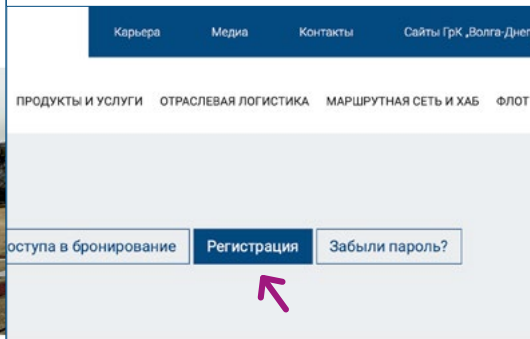 Карьера Медиа Контакты Сайты ГрК „Волга-Днеп
ПРОДУКТЫ И УСЛУГИ ОТРАСЛЕВАЯ ЛОГИСТИКА МАРШРУТНАЯ СЕТЬ И ХАБ ФЛОТ
оступа в бронирование Регистрация Забыли пароль?